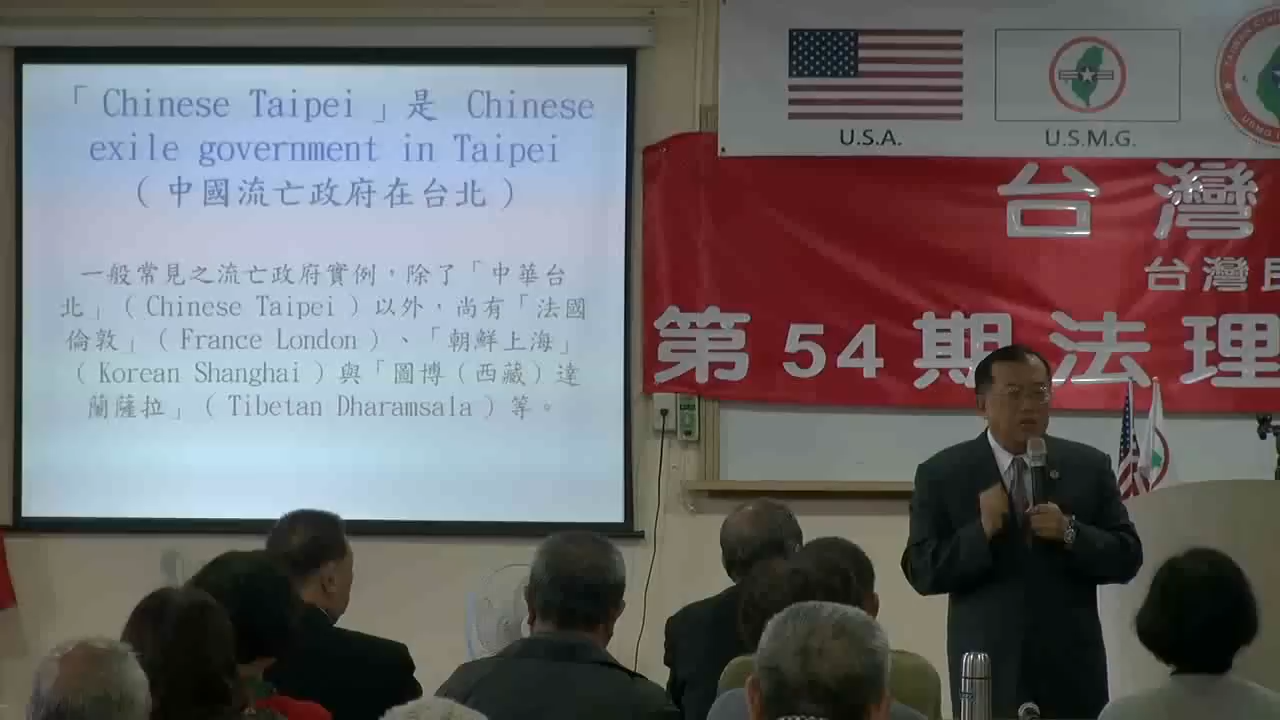 「 Chinese Taipei 」是 Chinese
exile government in Taipei
( 中國流亡政府在台北 )
一般常見之流亡政府實例，除了「中華台
北」( Chinese Taipei ) 以外，尚有「法國
倫敦」( France London ) 、「朝鮮上海」
( Korean Shanghai ) 與「圖博 (西藏) 達
蘭薩拉」( Tibetan Dharamsala ) 等。
U.S.A.
U.S.M.G.
台灣
台灣民
第54期法理